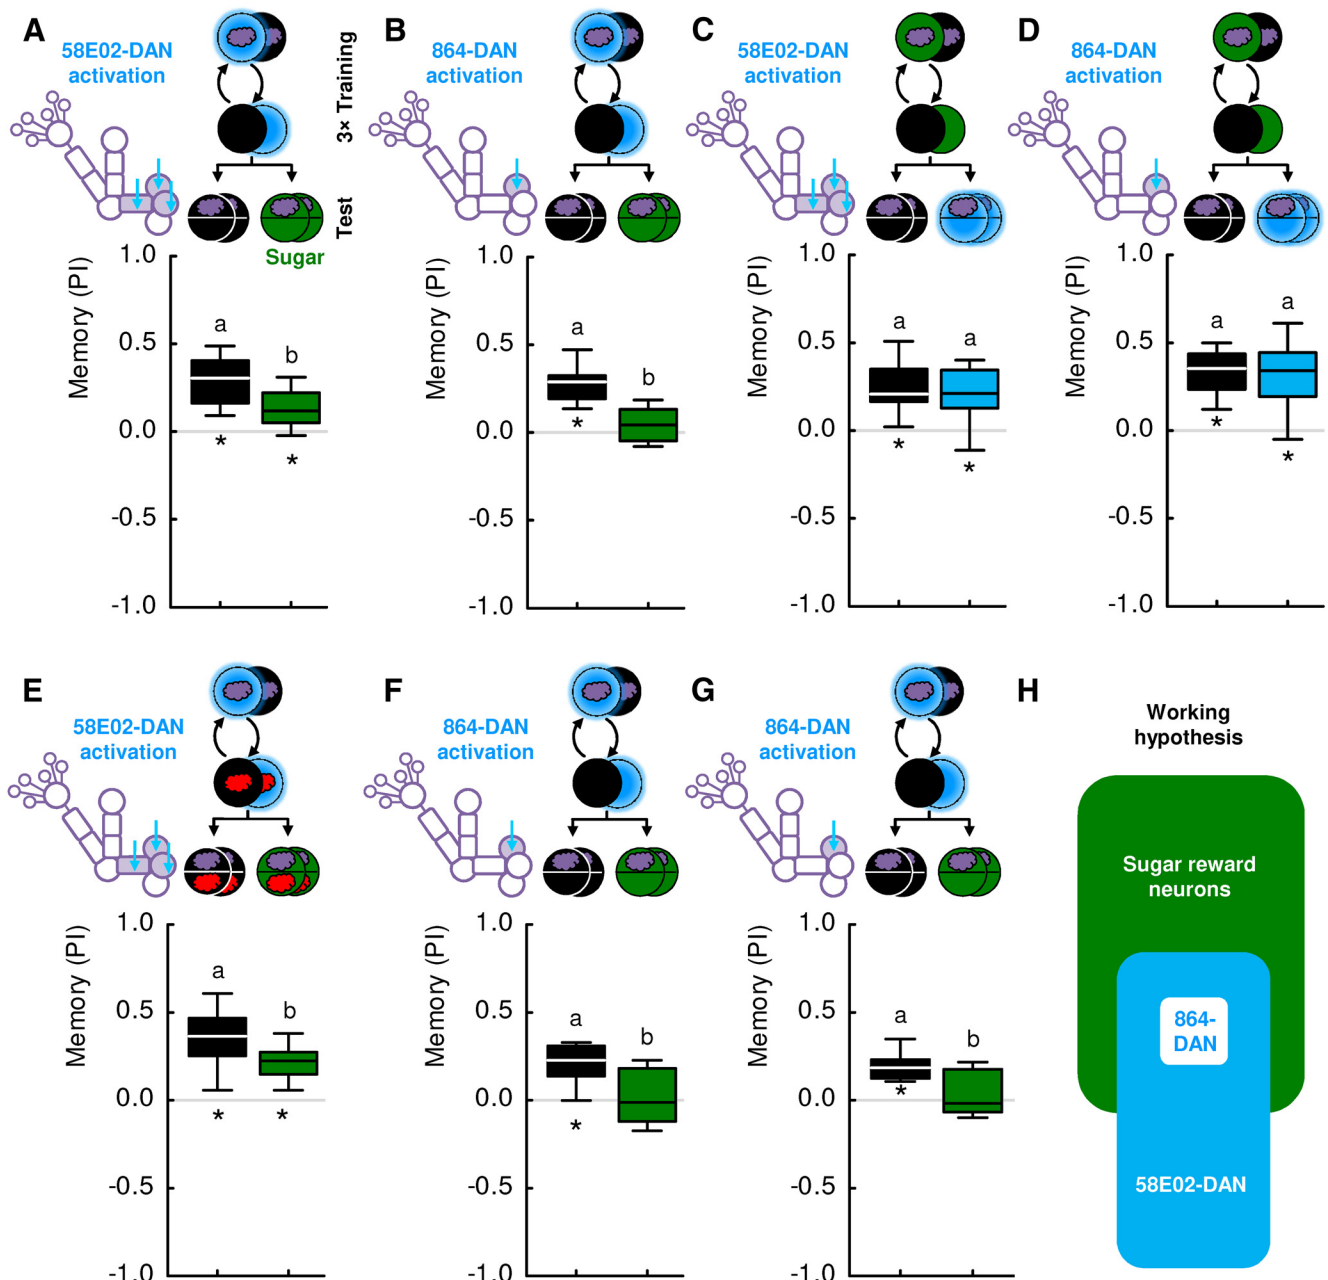 A
58E02-DAN
activation
3× Training
Test
Sugar
Memory (PI)
1.0
0.5
0.0
-0.5
-1.0
a
b
*
*
B
864-DAN
activation
Memory (PI)
1.0
0.5
0.0
-0.5
-1.0
a
b
*
C
58E02-DAN
activation
Memory (PI)
1.0
0.5
0.0
-0.5
-1.0
a
a
*
*
D
864-DAN
activation
Memory (PI)
1.0
0.5
0.0
-0.5
-1.0
a
a
*
*
E
58E02-DAN
activation
Memory (PI)
1.0
0.5
0.0
-0.5
-1.0
a
b
*
*
F
864-DAN
activation
Memory (PI)
1.0
0.5
0.0
-0.5
-1.0
a
b
*
G
864-DAN
activation
Memory (PI)
1.0
0.5
0.0
-0.5
-1.0
a
b
*
H
Working
hypothesis
Sugar reward
neurons
864-
DAN
58E02-DAN